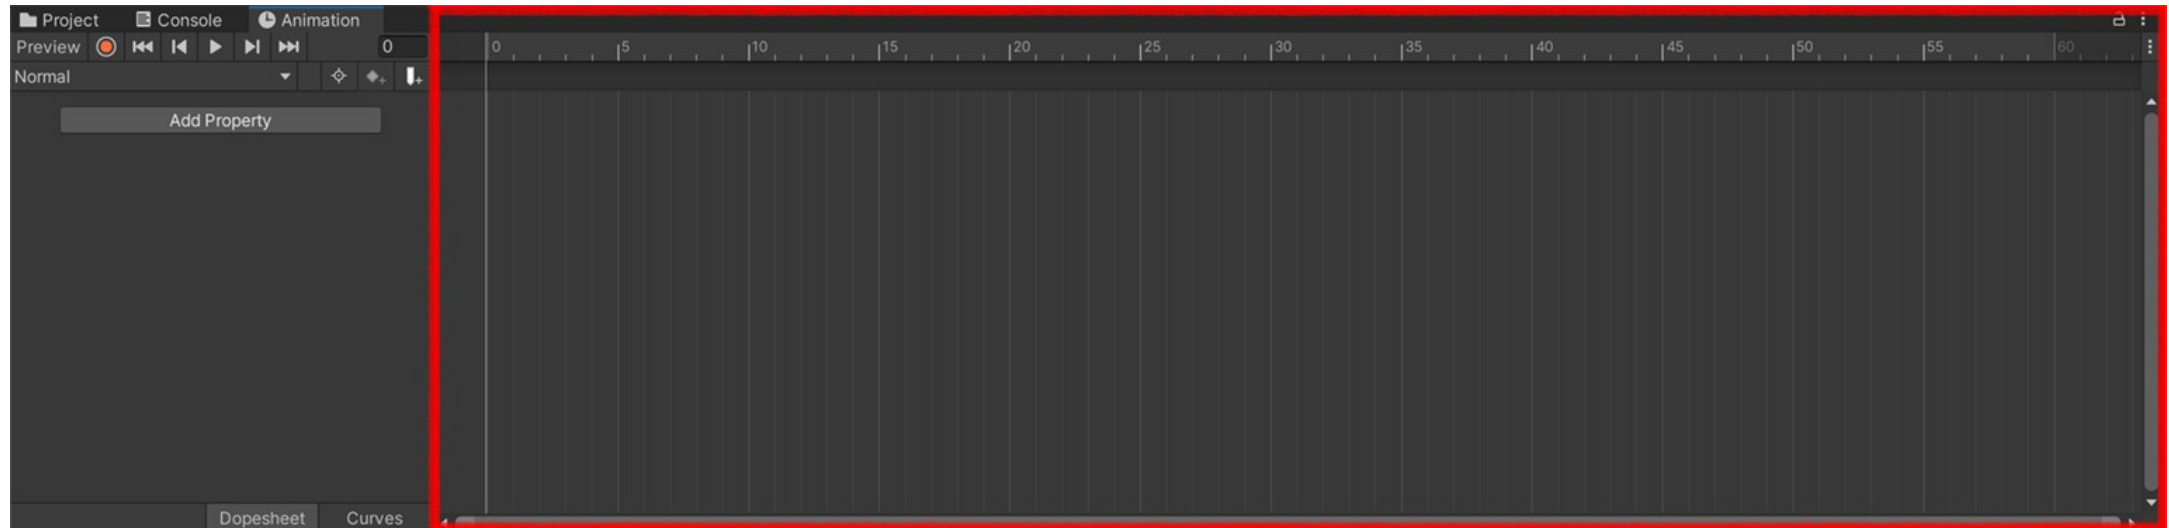 Project Console Animation
Preview 0 0 5 10 15 20 25 30 35 40 45 50 55 60
Normal
Add Property
Dopesheet Curves